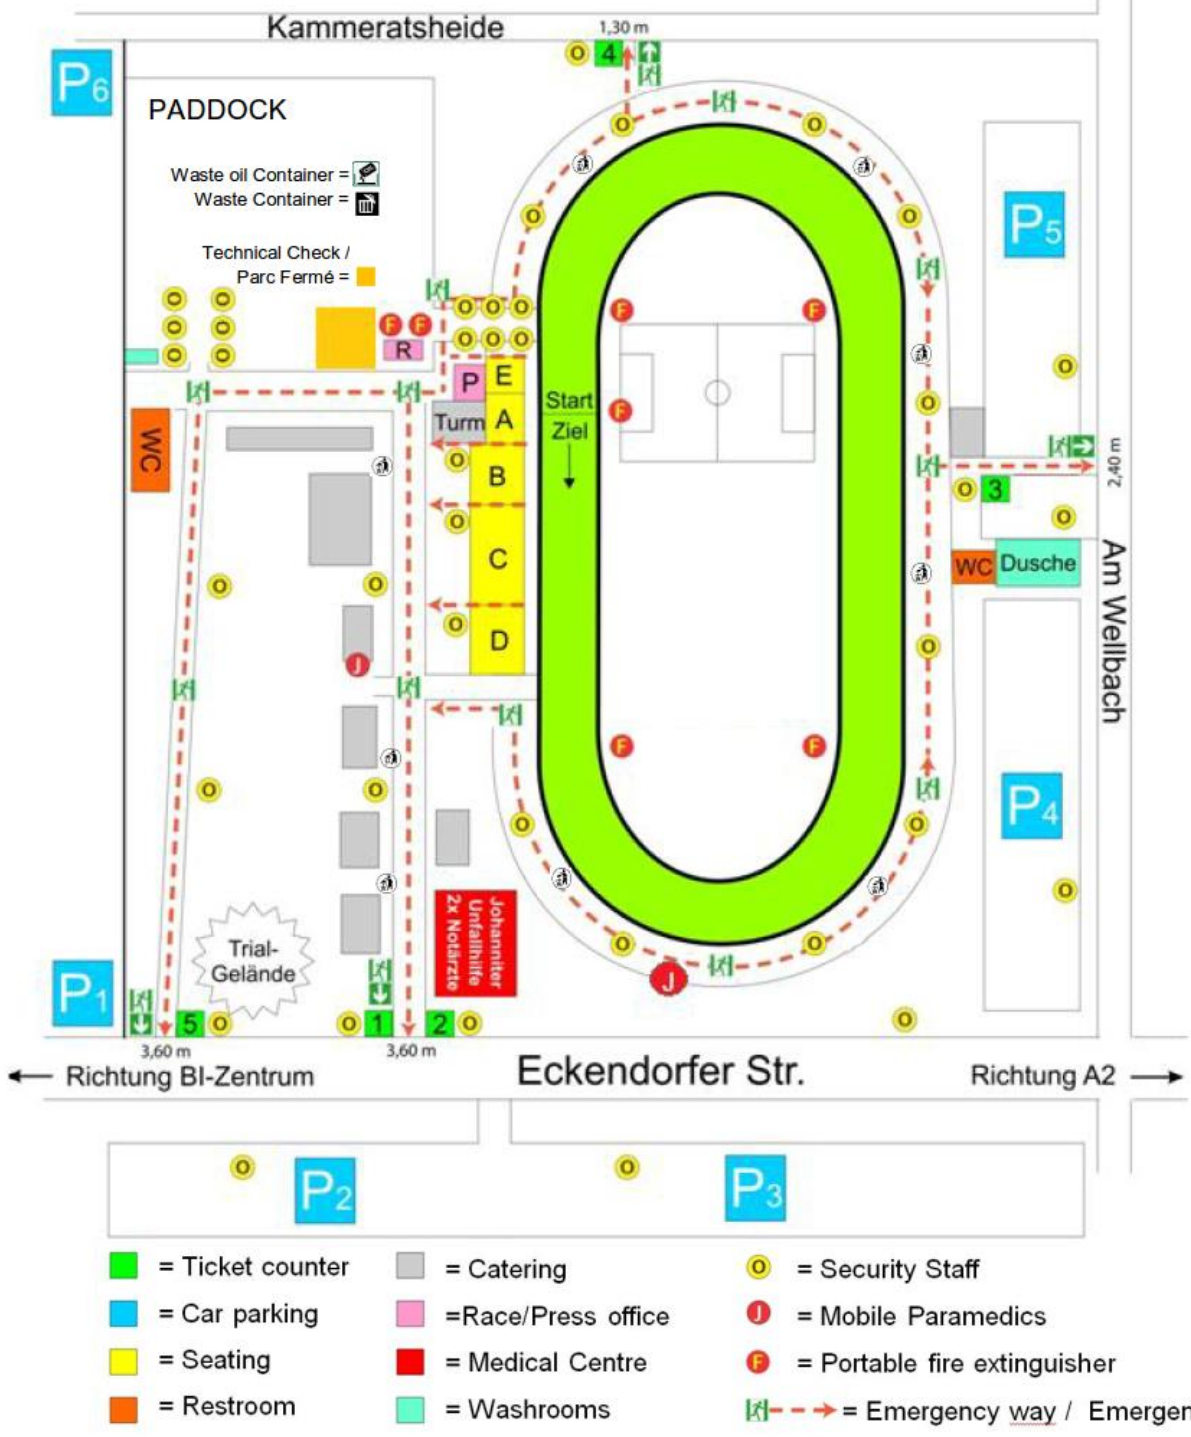 Kammeratsheide
1,30 m
O 4
P6
PADDOCK
Waste oil Container =
Waste Container =
Technical Check /
Parc Fermé =
O O
O O
O O
O O O
O O O
O O
O O
P5
F F
F F
R
P E
Turm A
B
C
D
Start
Ziel
F
WC
O
O
O
O
O
2,40 m
O 3
O
WC Dusche
Am Wellbach
O O
J
O
F F
O O
O O
P4
O
Johanniter
Unfallhilfe
2x Notärzte
Trial-
Gelände
O O
J
P1
5 O
O 1
2 O
O
3,60 m
3,60 m
Richtung BI-Zentrum
Eckendorfer Str.
Richtung A2
O
P2
O
P3
= Ticket counter
= Catering
O = Security Staff
= Car parking
=Race/Press office
J = Mobile Paramedics
= Seating
= Medical Centre
F = Portable fire extinguisher
= Restroom
= Washrooms
= Emergency way / Emergen